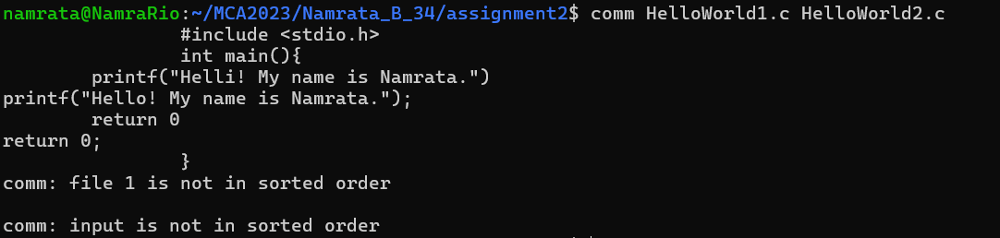 namrata@NamraRio:~/MCA2023/Namrata_B_34/assignment2$ comm HelloWorld1.c HelloWorld2.c
                #include <stdio.h>
                int main(){
        printf("Helli! My name is Namrata.")
printf("Hello! My name is Namrata.");
        return 0
return 0;
                }
comm: file 1 is not in sorted order

comm: input is not in sorted order